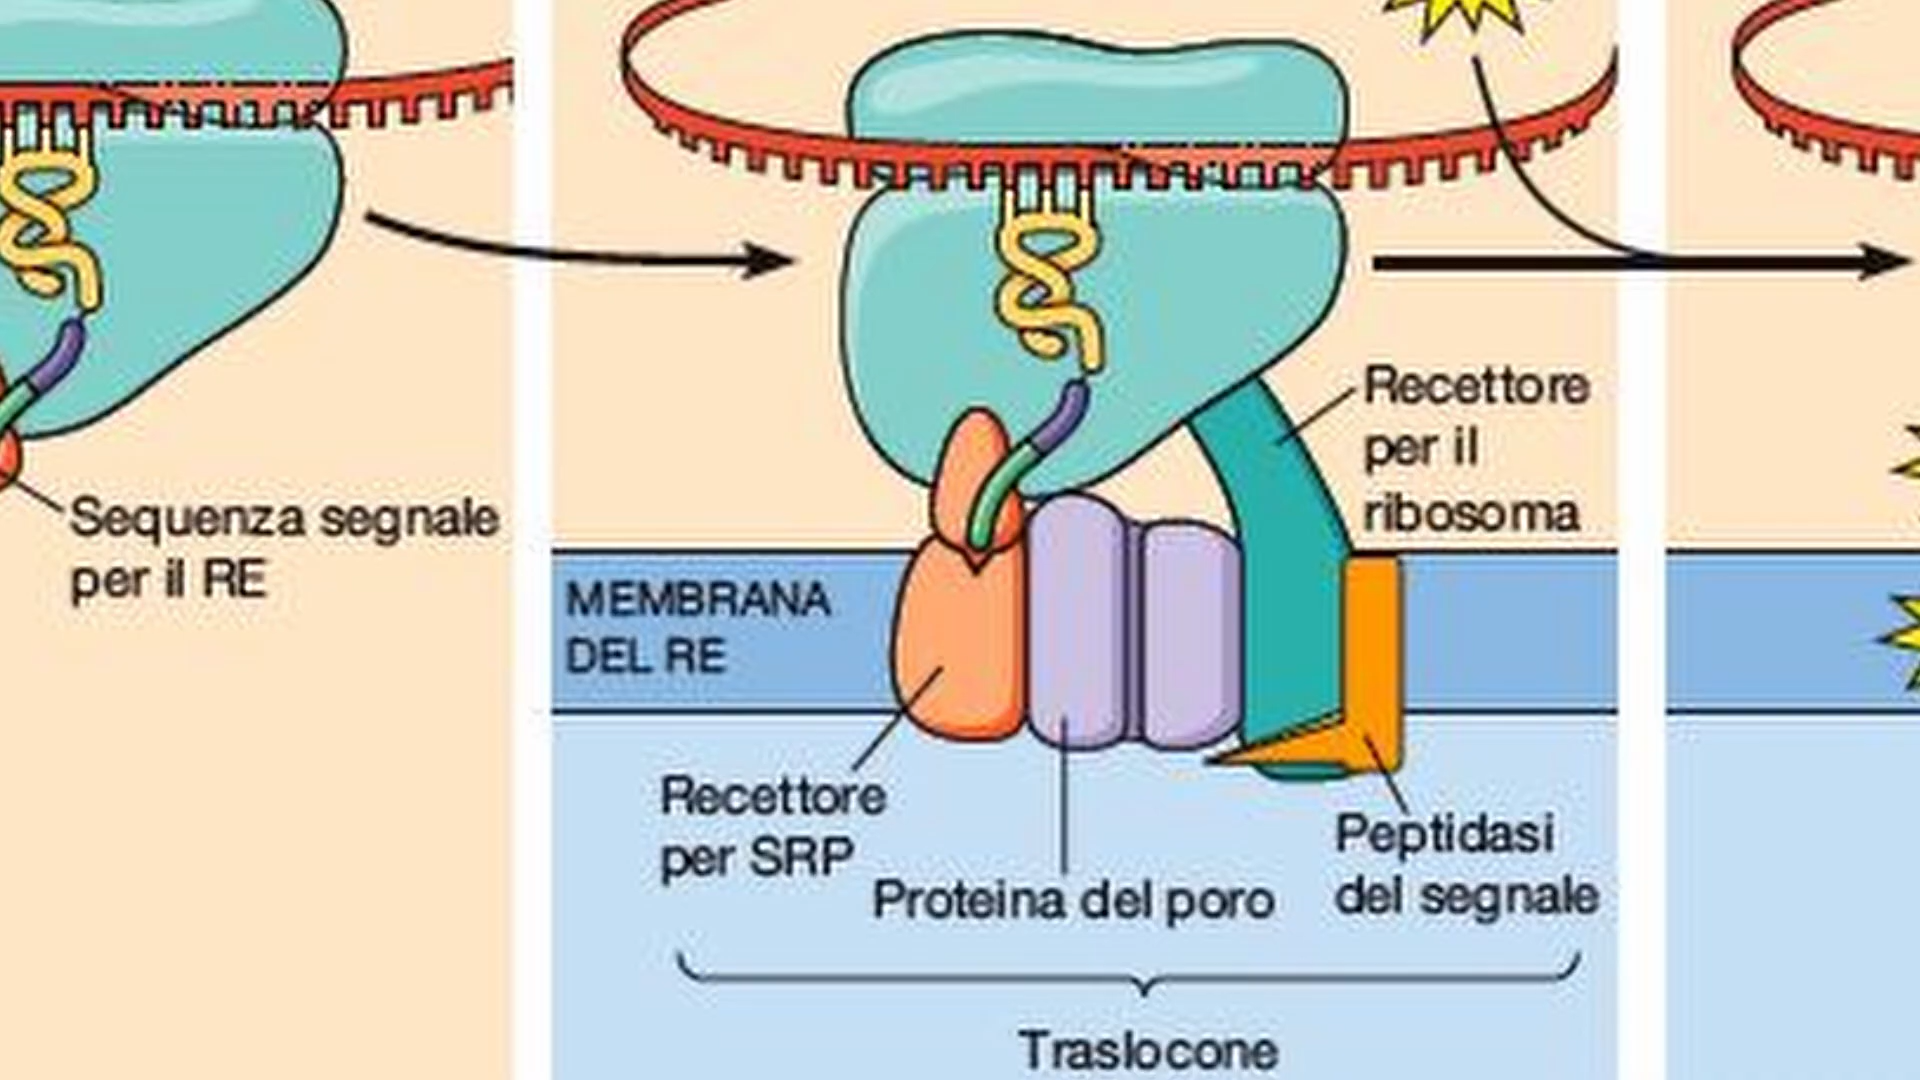 Sequenza segnale
per il RE
Recettore
per il
ribosoma
MEMBRANA
DEL RE
Recettore
per SRP
Proteina del poro
Peptidasi
del segnale
Traslocone